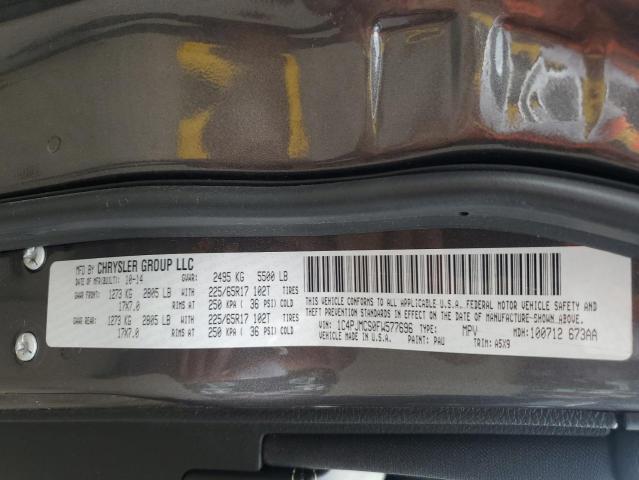 MFD BY CHRYSLER GROUP LLC
DATE OF MFR(BUILT): 10-14 GVWR: 2495 KG 5500 LB
GAWR FRONT: 1273 KG 2805 LB WITH 225/65R17 102T TIRES
17X7.0 RIMS AT 250 KPA ( 36 PSI) COLD
GAWR REAR: 1273 KG 2805 LB WITH 225/65R17 102T TIRES
17X7.0 RIMS AT 250 KPA ( 36 PSI) COLD
THIS VEHICLE CONFORMS TO ALL APPLICABLE U.S.A. FEDERAL MOTOR VEHICLE SAFETY AND
THEFT PREVENTION STANDARDS IN EFFECT ON THE DATE OF MANUFACTURE SHOWN ABOVE.
VIN: 1C4PJMCS0FW577696 TYPE: MPV MDH: 100712 673AA
VEHICLE MADE IN U.S.A. PAINT: PAU TRIM: A5X9